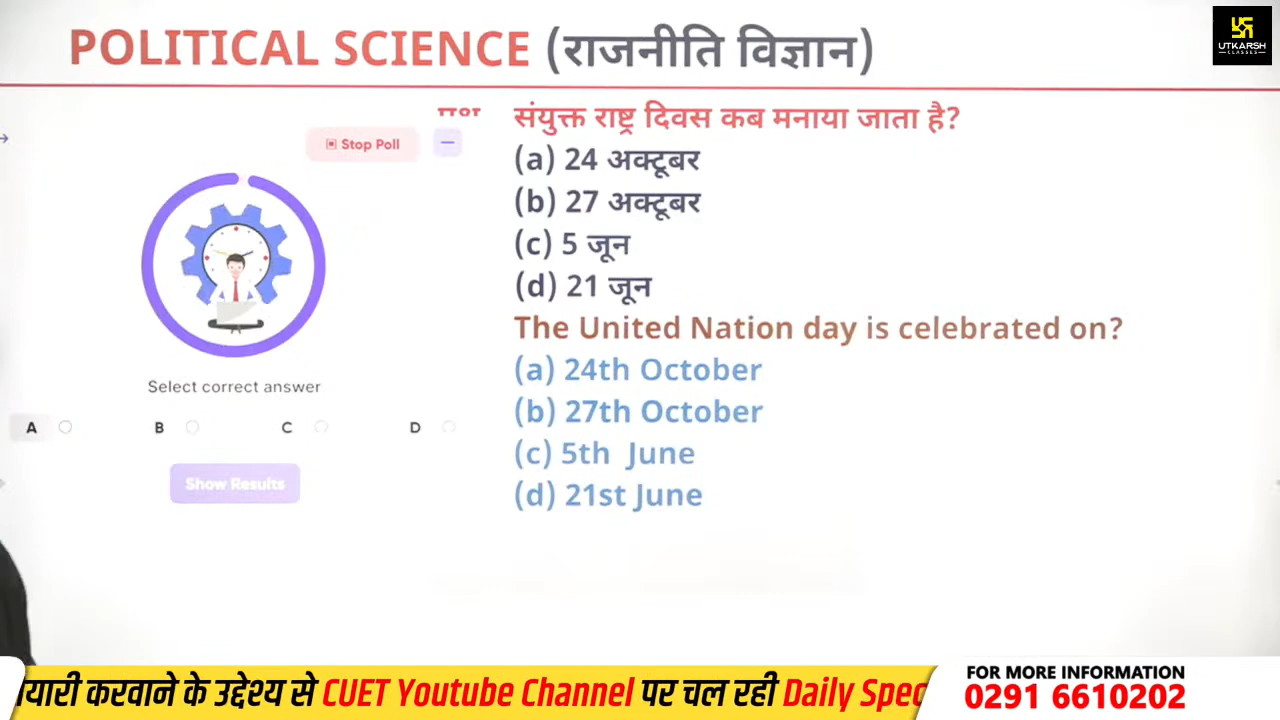 POLITICAL SCIENCE (राजनीति विज्ञान)
UTKARSH
CLASSES
संयुक्त राष्ट्र दिवस कब मनाया जाता है?
Stop Poll
(a) 24 अक्टूबर
(b) 27 अक्टूबर
(c) 5 जून
(d) 21 जून
The United Nation day is celebrated on?
(a) 24th October
(b) 27th October
(c) 5th June
(d) 21st June
Select correct answer
A B C D
Show Results
यारी करवाने के उद्देश्य से CUET Youtube Channel पर चल रही Daily Spec
FOR MORE INFORMATION
0291 6610202